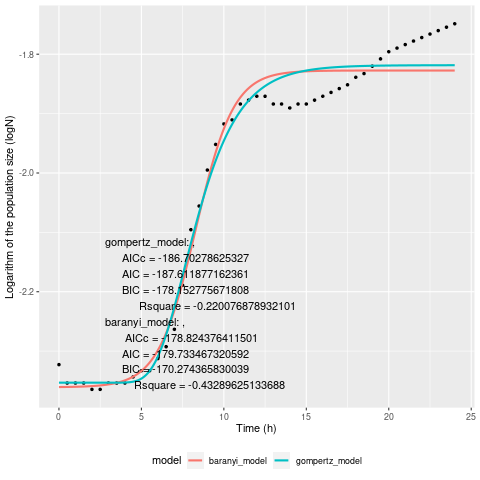 -1.8
-2.0
-2.2
Logarithm of the population size (logN)
gompertz_model: ,
AICc = -186.70278625327
AIC = -187.611877162361
BIC = -178.152775671808
Rsquare = -0.220076878932101
baranyi_model: ,
AICc = -178.824376411501
AIC = -179.733467320592
BIC = -170.274365830039
Rsquare = -0.43289625133688
0 5 10 15 20 25
Time (h)
model baranyi_model gompertz_model